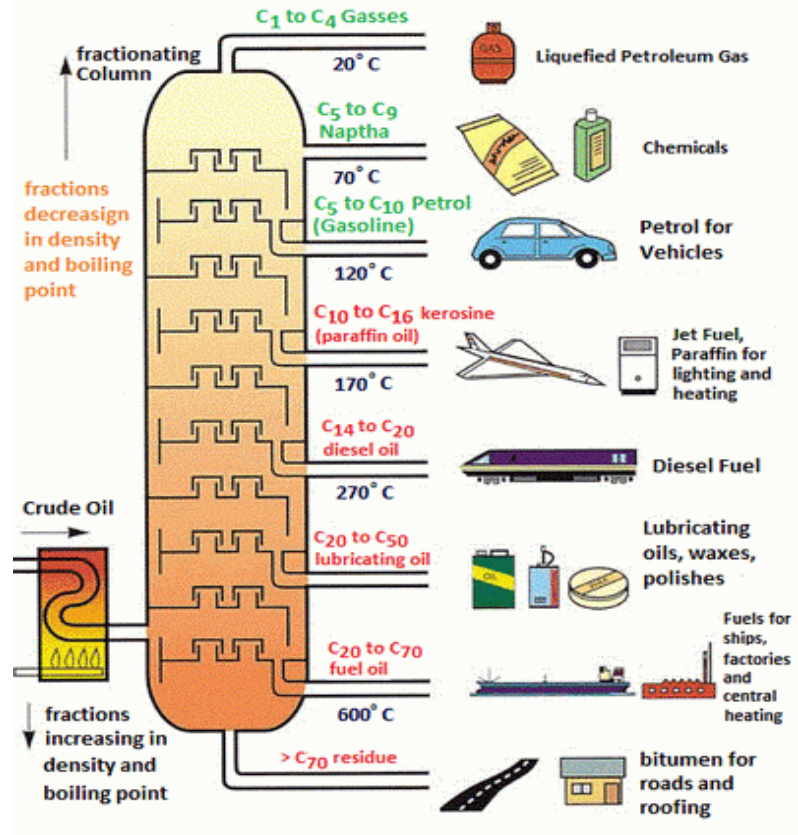 C1 to C4 Gasses
fractionating
Column
20° C
GAS
Liquefied Petroleum Gas
C5 to C9
Naptha
Chemicals
70° C
fractions
decreasign
in density
and boiling
point
C5 to C10 Petrol
(Gasoline)
Petrol for
Vehicles
120° C
C10 to C16 kerosine
(paraffin oil)
Jet Fuel,
Paraffin for
lighting and
heating
170° C
C14 to C20
diesel oil
Diesel Fuel
270° C
Crude Oil
C20 to C50
lubricating oil
OIL
Lubricating
oils, waxes,
polishes
C20 to C70
fuel oil
Fuels for
ships,
factories
and
central
heating
600° C
fractions
increasing in
density and
boiling point
> C70 residue
bitumen for
roads and
roofing